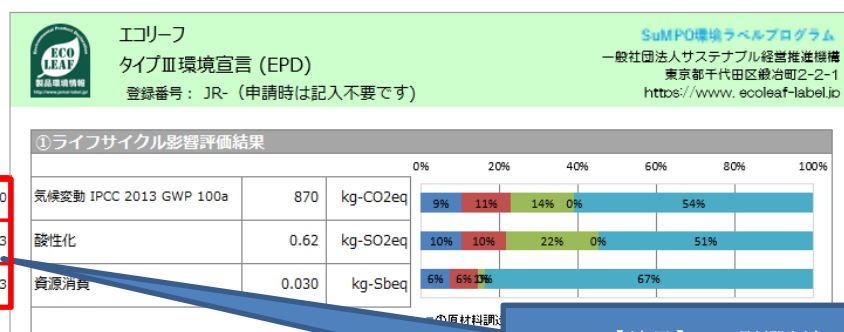 エコリーフ
タイプⅢ環境宣言 (EPD)
登録番号： JR-（申請時は記入不要です）
ECO
LEAF
製品環境情報
SuMPO環境ラベルプログラム
一般社団法人サステナブル経営推進機構
東京都千代田区鍛冶町2-2-1
https://www.ecoleaf-label.jp
①ライフサイクル影響評価結果
0% 20% 40% 60% 80% 100%
気候変動 IPCC 2013 GWP 100a 870 kg-CO2eq 9% 11% 14% 0% 54%
酸性化 0.62 kg-SO2eq 10% 10% 22% 0% 51%
資源消費 0.030 kg-Sbeq 6% 6% 67%
の原材料調達